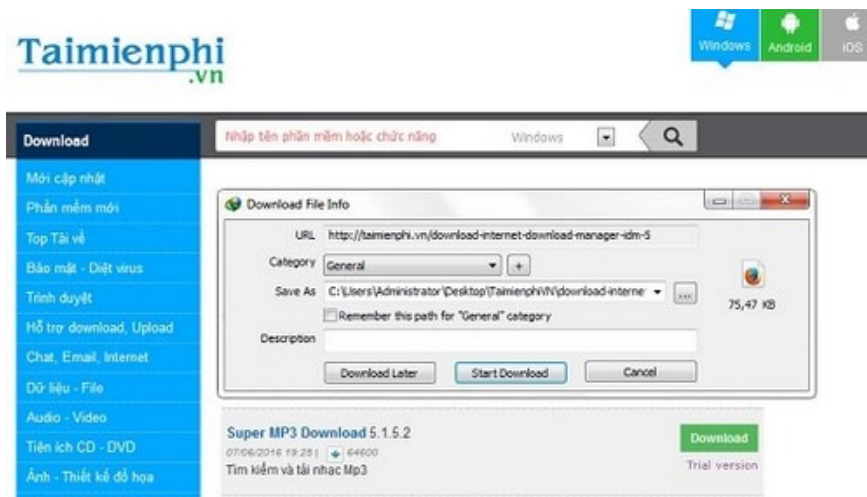 Taimienphi
.vn
Windows
Android
iOS
Download
Nhập tên phần mềm hoặc chức năng
Windows
Mới cập nhật
Phần mềm mới
Top Tải về
Bảo mật - Diệt virus
Trình duyệt
Hỗ trợ download, Upload
Chat, Email, Internet
Dữ liệu - File
Audio - Video
Tiện ích CD - DVD
Ảnh - Thiết kế đồ họa
Download File Info
URL http://taimienphi.vn/download-internet-download-manager-idm-5
Category General
+
Save As C:\Users\Administrator\Desktop\TaimienphiVN\download-interne
...
Remember this path for "General" category
Description
75,47 KB
Download Later
Start Download
Cancel
Super MP3 Download 5.1.5.2
07/06/2016 19:25 | 64600
Tìm kiếm và tải nhạc Mp3
Download
Trial version